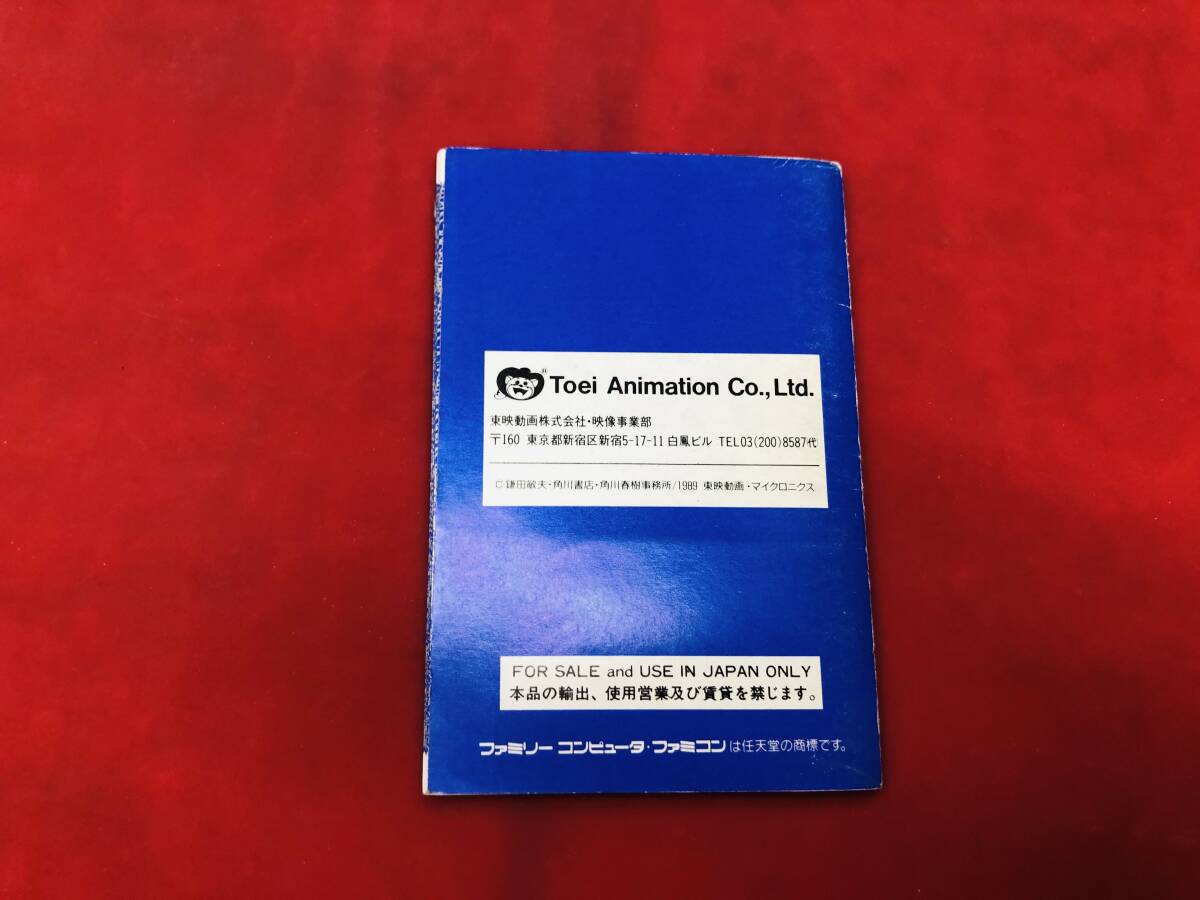 Toei Animation Co., Ltd.
東映動画株式会社・映像事業部
〒160 東京都新宿区新宿5-17-11 白鳳ビル TEL03(200)8587代
©鎌田敏夫・角川書店・角川春樹事務所/1989 東映動画・マイクロニクス
FOR SALE and USE IN JAPAN ONLY
本品の輸出、使用営業及び賃貸を禁じます。
ファミリー コンピュータ・ファミコン は任天堂の商標です。